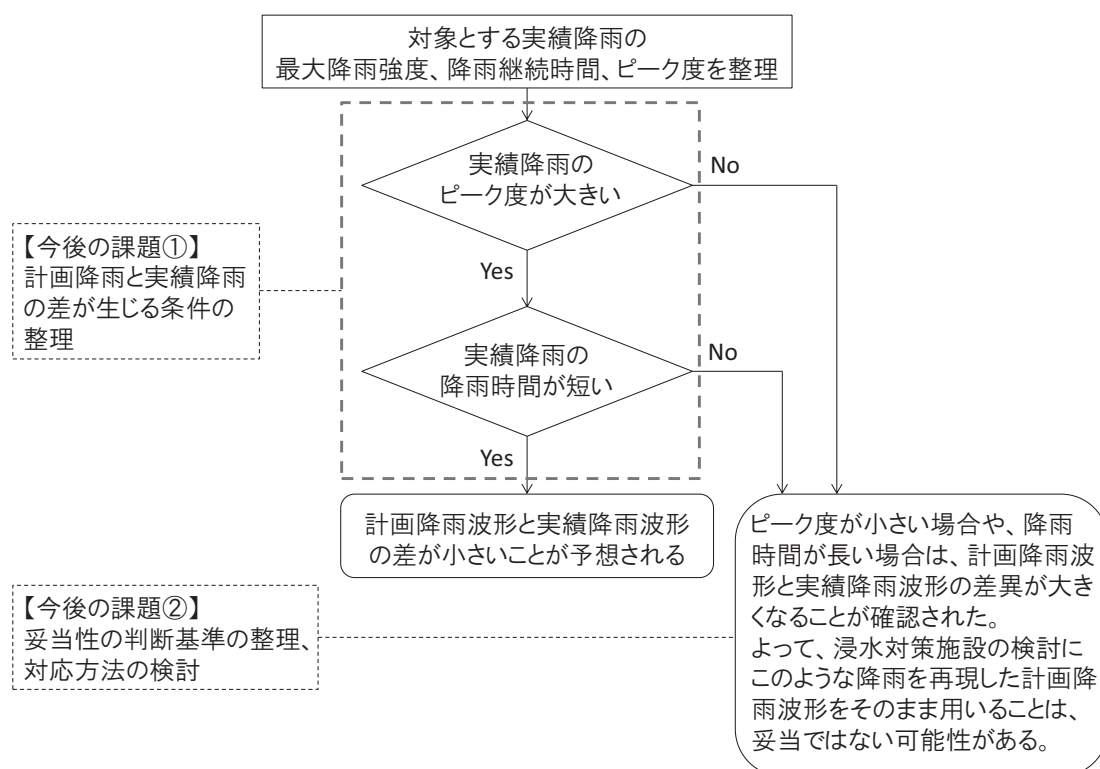 対象とする実績降雨の
最大降雨強度、降雨継続時間、ピーク度を整理
実績降雨の
ピーク度が大きい
No
Yes
【今後の課題①】
計画降雨と実績降雨
の差が生じる条件の
整理
実績降雨の
降雨時間が短い
No
Yes
計画降雨波形と実績降雨波形
の差が小さいことが予想される
ピーク度が小さい場合や、降雨
時間が長い場合は、計画降雨波
形と実績降雨波形の差異が大き
くなることが確認された。
よって、浸水対策施設の検討に
このような降雨を再現した計画降
雨波形をそのまま用いることは、
妥当ではない可能性がある。
【今後の課題②】
妥当性の判断基準の整理、
対応方法の検討